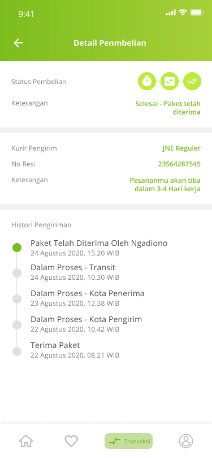 9:41
Detail Penmbelian
Status Pembelian
Keterangan
Selesai - Paket telah
diterima
Kurir Pengirim
JNE Reguler
No Resi
23564287545
Keterangan
Pesananmu akan tiba
dalam 3-4 Hari kerja
Histori Pengiriman
Paket Telah Diterima Oleh Ngadiono
24 Agustus 2020, 15.20 WIB
Dalam Proses - Transit
24 Agustus 2020, 10.30 WIB
Dalam Proses - Kota Penerima
23 Agustus 2020, 12.38 WIB
Dalam Proses - Kota Pengirim
22 Agustus 2020, 10.42 WIB
Terima Paket
22 Agustus 2020, 08.21 WIB
Transaksi